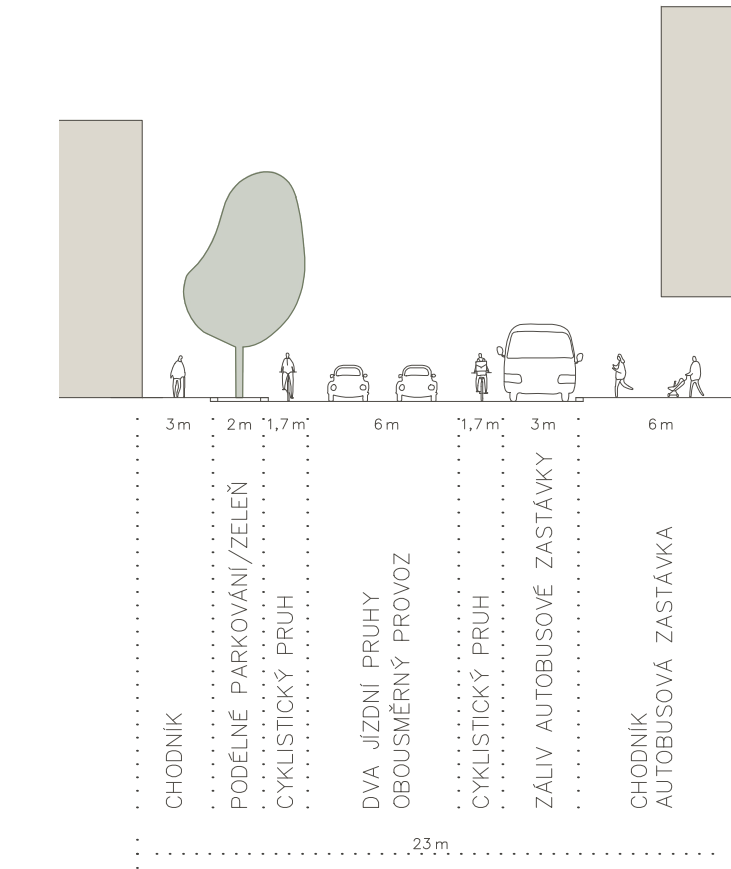 3 m
2 m
1,7 m
6 m
1,7 m
3 m
6 m
CHODNÍK
PODÉLNÉ PARKOVÁNÍ/ZELEŇ
CYKLISTICKÝ PRUH
DVA JÍZDNÍ PRUHY
OBOUSMĚRNÝ PROVOZ
CYKLISTICKÝ PRUH
ZÁLIV AUTOBUSOVÉ ZASTÁVKY
CHODNÍK
AUTOBUSOVÁ ZASTÁVKA
23 m